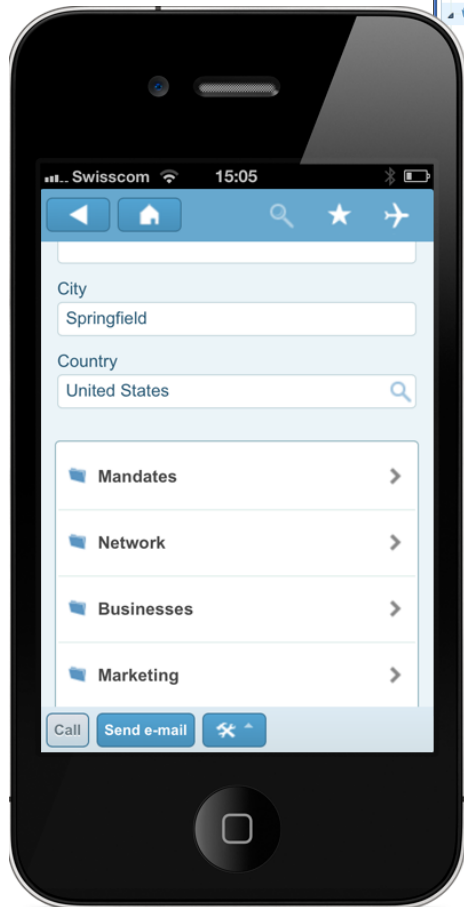 Swisscom 15:05
City
Springfield
Country
United States
Mandates
Network
Businesses
Marketing
Call Send e-mail